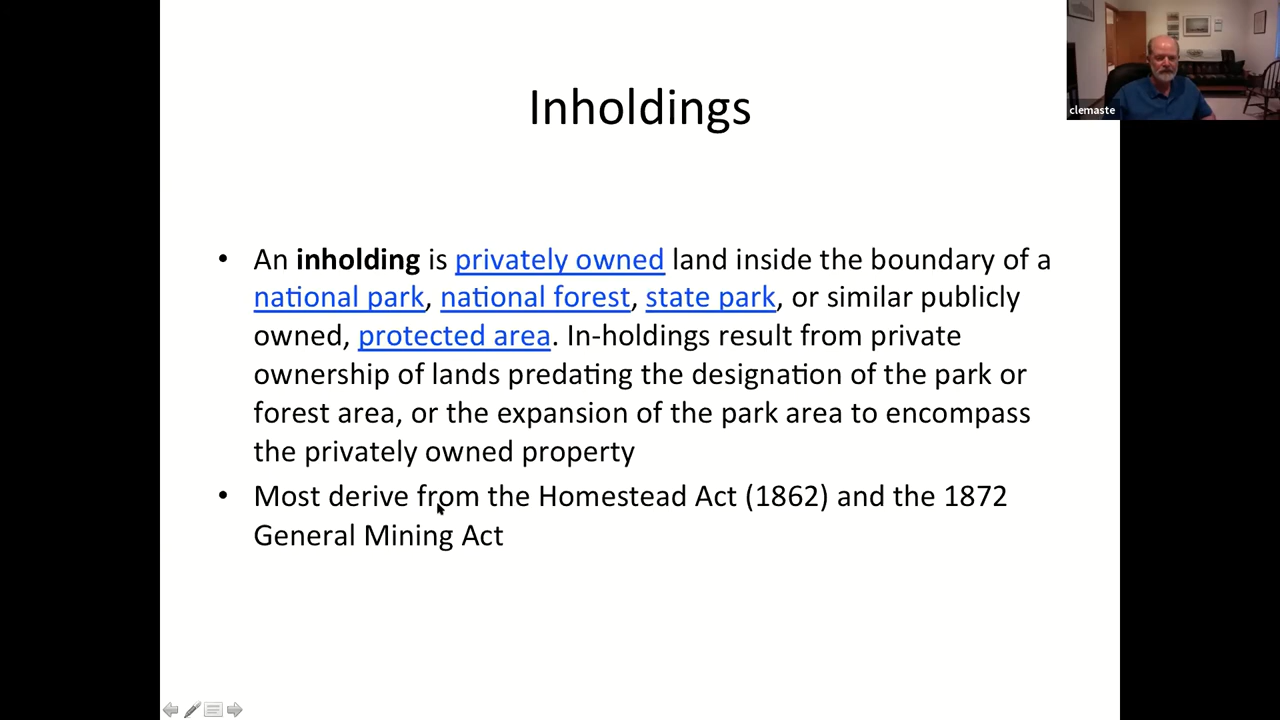 clemaste
Inholdings
• An inholding is privately owned land inside the boundary of a
national park, national forest, state park, or similar publicly
owned, protected area. In-holdings result from private
ownership of lands predating the designation of the park or
forest area, or the expansion of the park area to encompass
the privately owned property
• Most derive from the Homestead Act (1862) and the 1872
General Mining Act